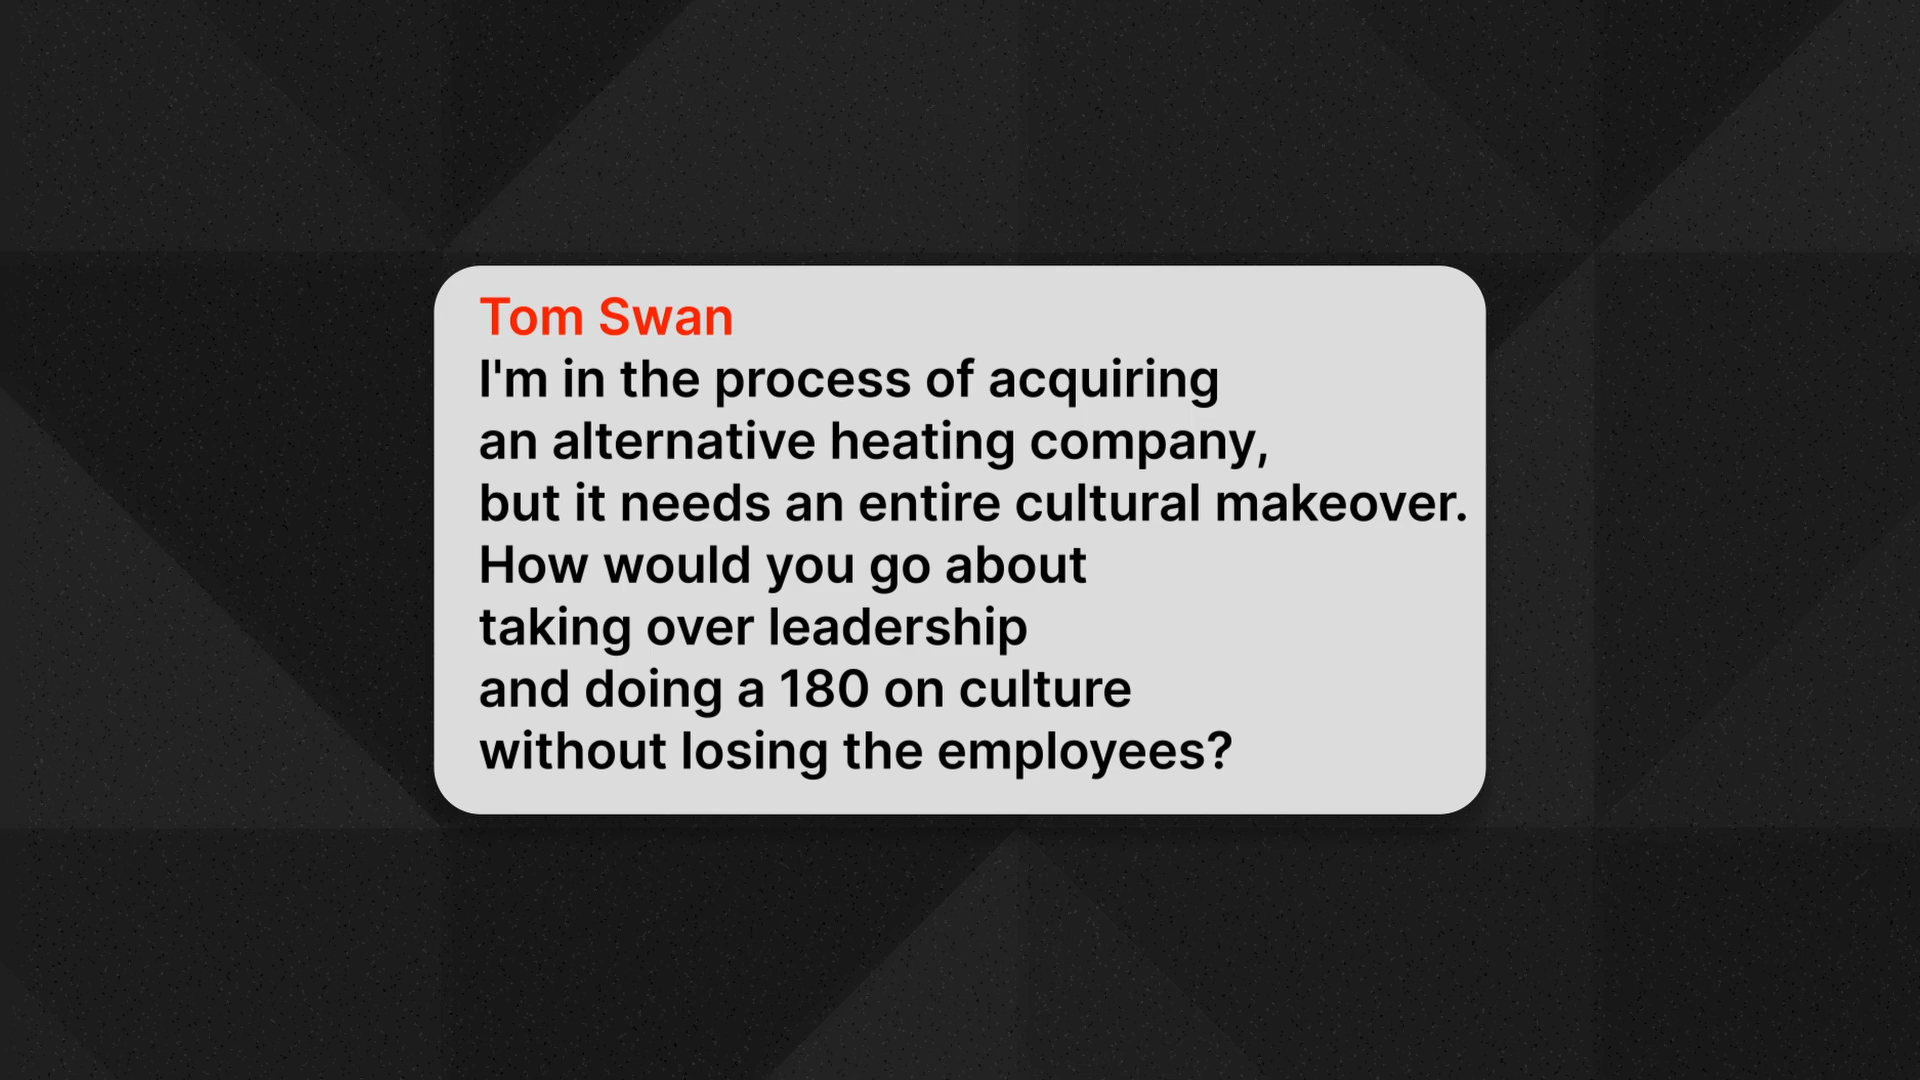 Tom Swan
I'm in the process of acquiring
an alternative heating company,
but it needs an entire cultural makeover.
How would you go about
taking over leadership
and doing a 180 on culture
without losing the employees?